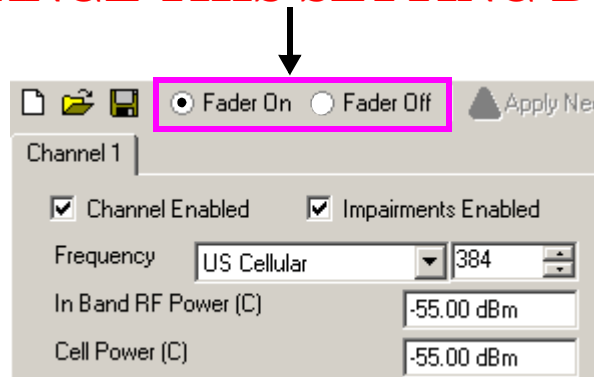 Fader On Fader Off Apply
Channel 1
Channel Enabled Impairments Enabled
Frequency US Cellular 384
In Band RF Power (C) -55.00 dBm
Cell Power (C) -55.00 dBm